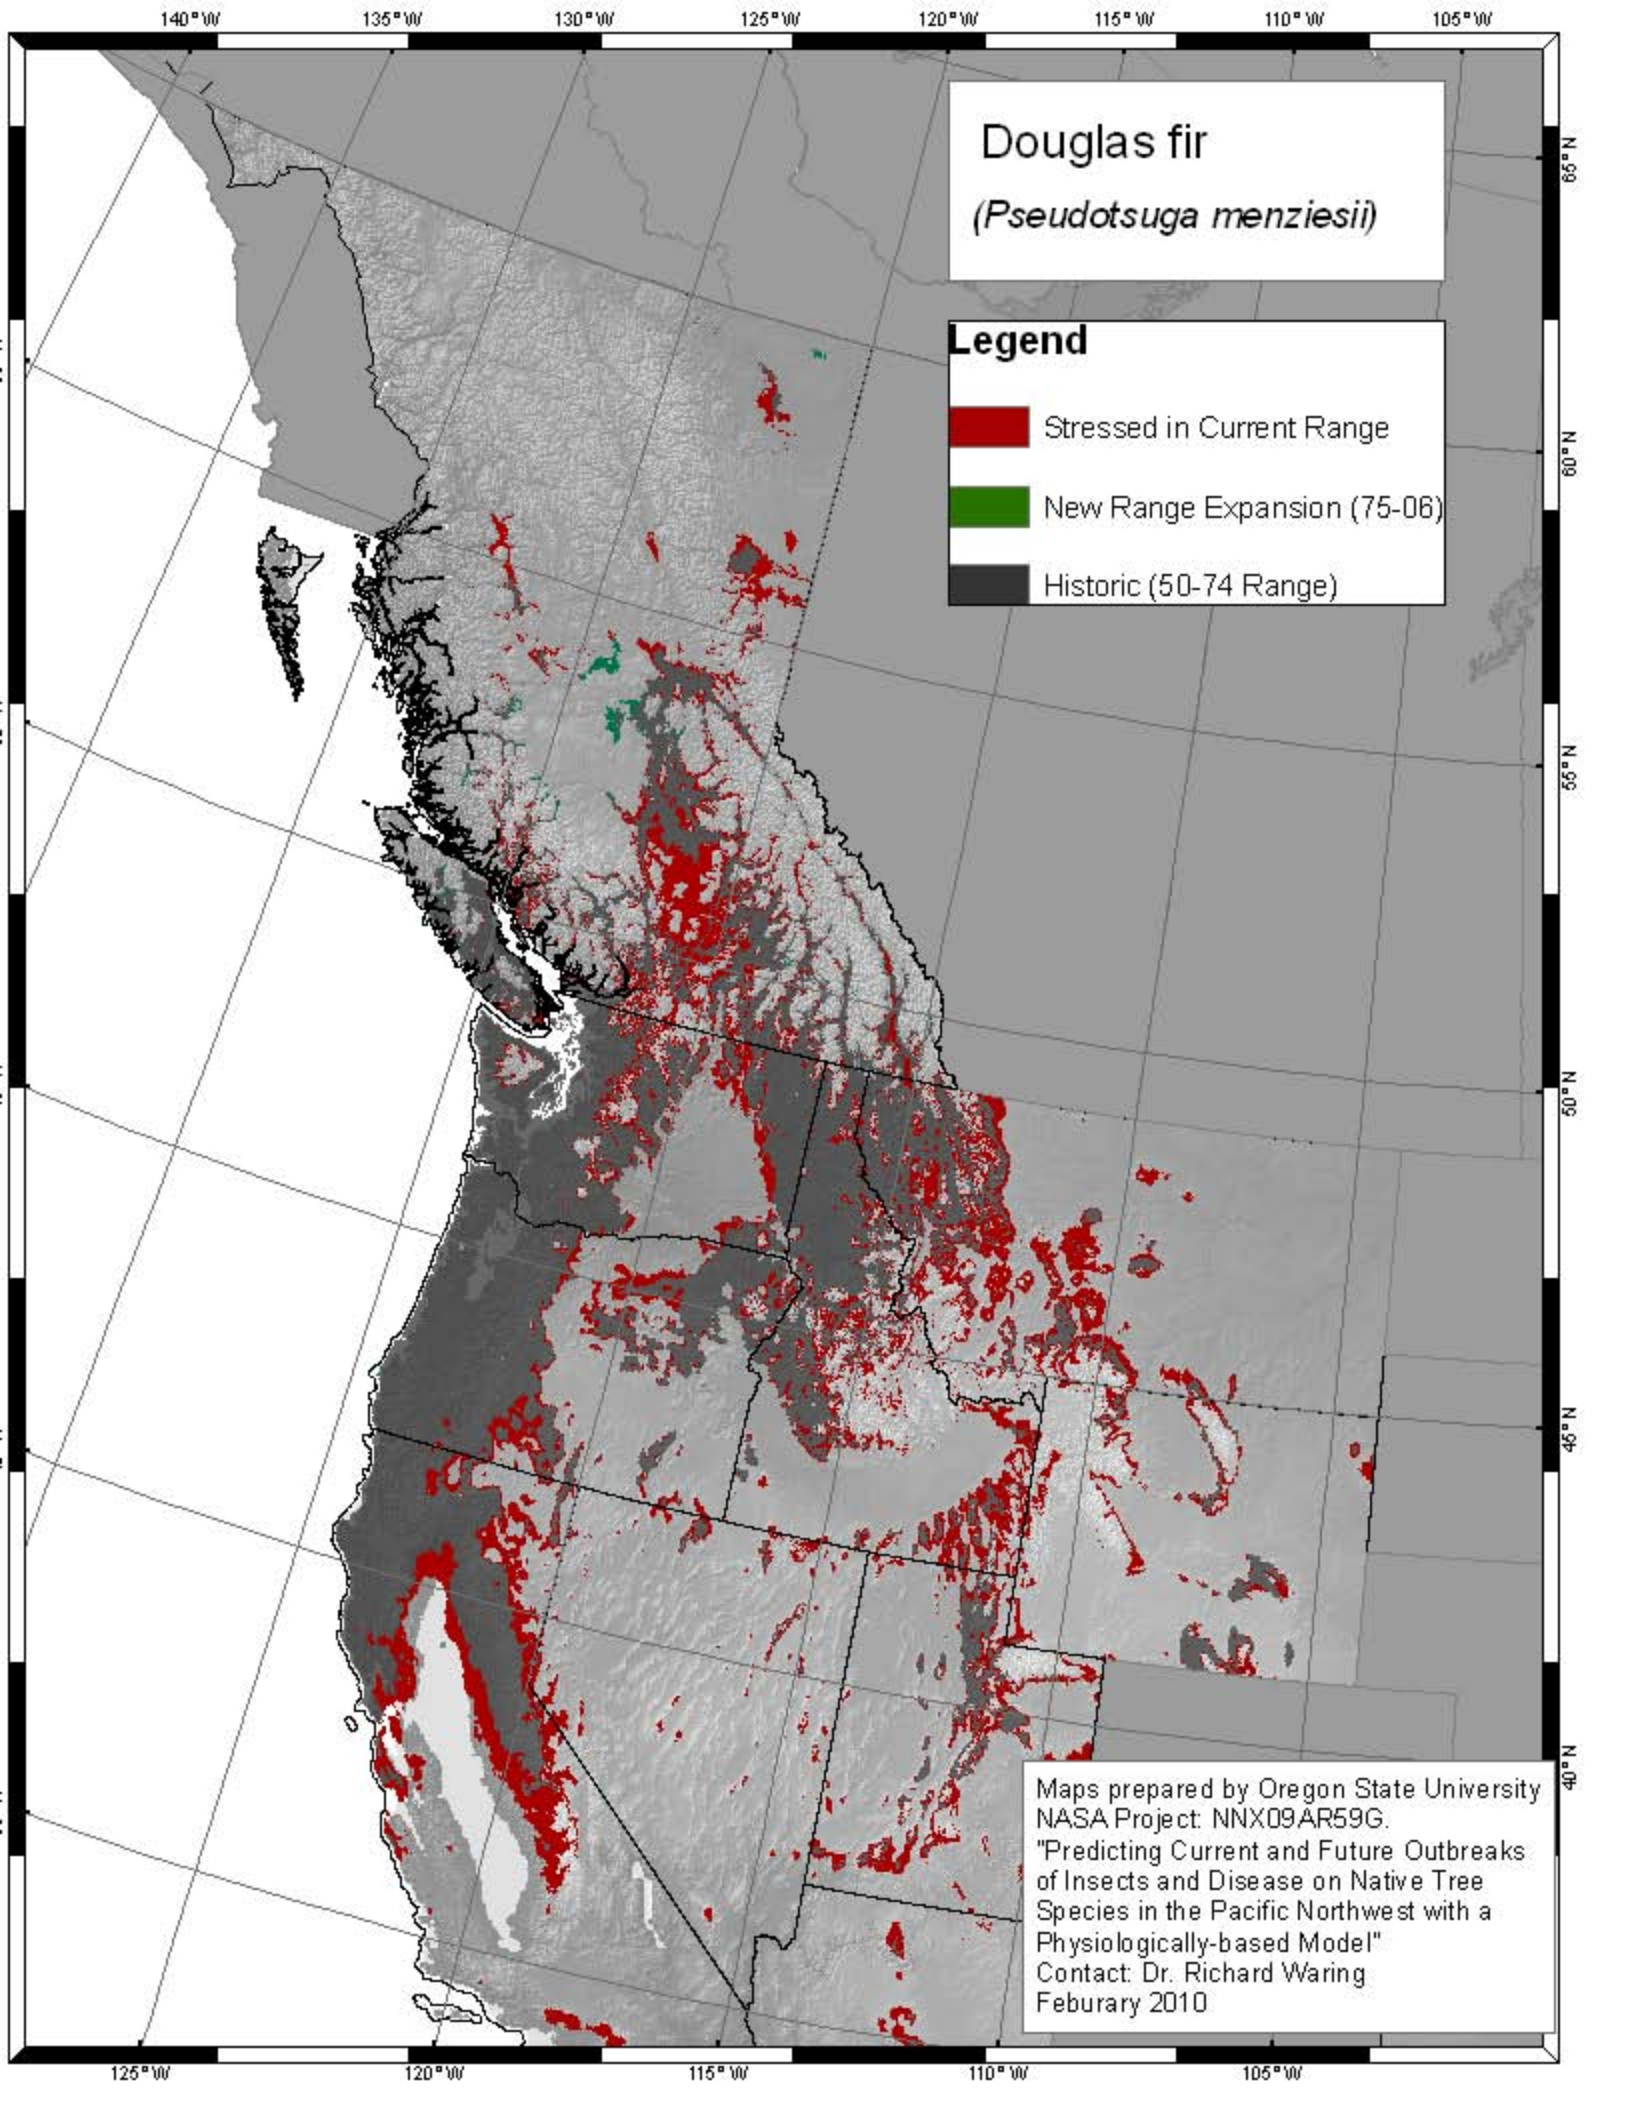 140°W 135°W 130°W 125°W 120°W 115°W 110°W 105°W
Douglas fir
(Pseudotsuga menziesii)
Legend
Stressed in Current Range
New Range Expansion (75-06)
Historic (50-74 Range)
65°N
60°N
55°N
50°N
45°N
40°N
Maps prepared by Oregon State University
NASA Project: NNX09AR59G.
"Predicting Current and Future Outbreaks
of Insects and Disease on Native Tree
Species in the Pacific Northwest with a
Physiologically-based Model"
Contact: Dr. Richard Waring
Feburary 2010
125°W 120°W 115°W 110°W 105°W